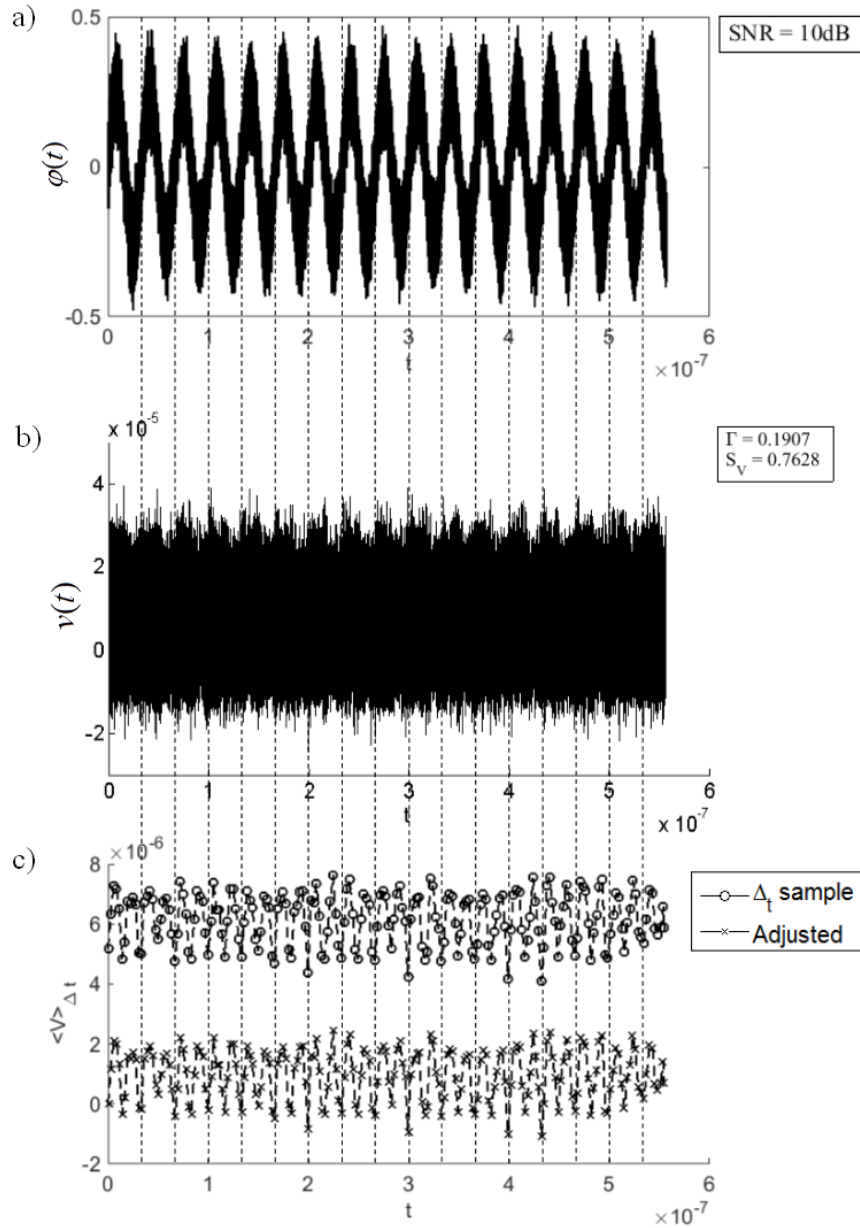 a)
SNR = 10dB
0.5
0
-0.5
φ(t)
0 1 2 3 4 5 6
t
×10⁻⁷
b)
x 10⁻⁵
Γ = 0.1907
S_V = 0.7628
4
2
0
-2
v(t)
0 1 2 3 4 5 6
t
x 10⁻⁷
c)
×10⁻⁶
8
6
4
2
0
-2
<V>_Δt
Δ_t sample
Adjusted
0 1 2 3 4 5 6
t
×10⁻⁷